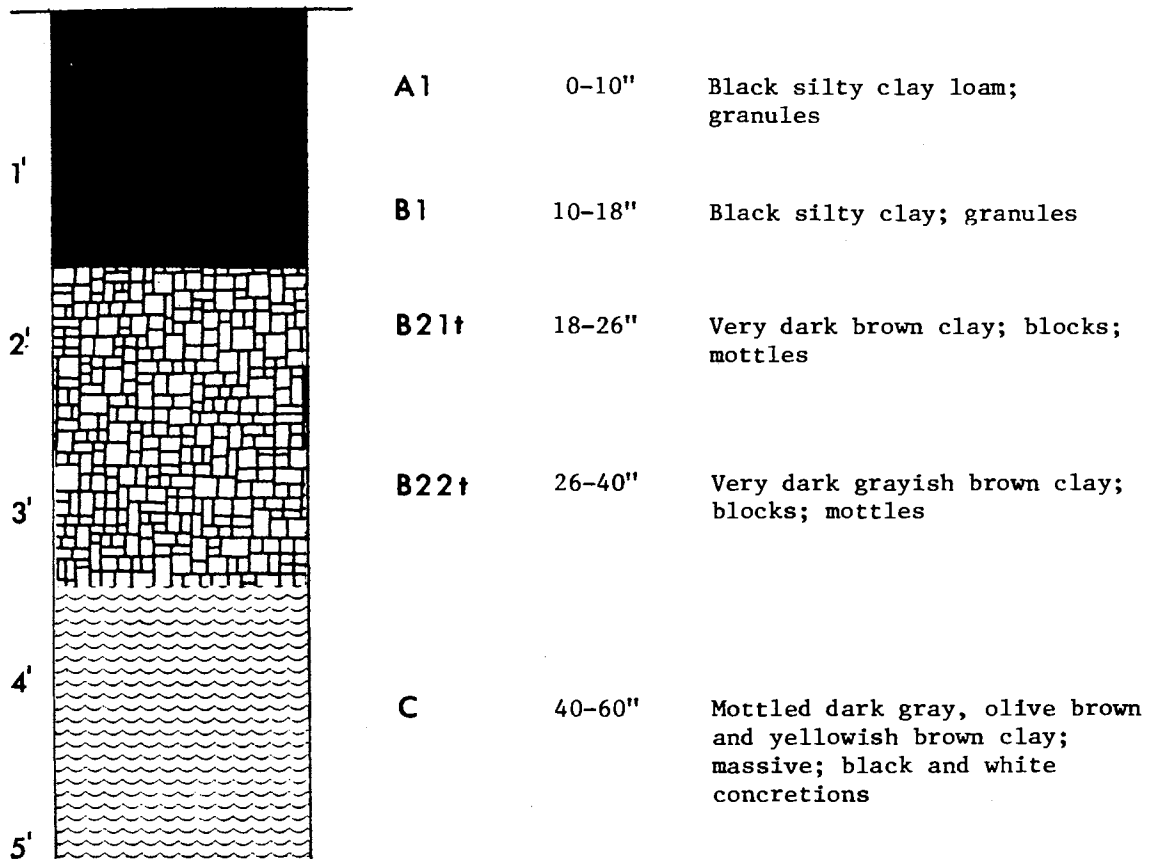 A1 0-10" Black silty clay loam;
granules
1'
B1 10-18" Black silty clay; granules
B21t 18-26" Very dark brown clay; blocks;
2' mottles
B22t 26-40" Very dark grayish brown clay;
3' blocks; mottles
4'
C 40-60" Mottled dark gray, olive brown
and yellowish brown clay;
massive; black and white
concretions
5'